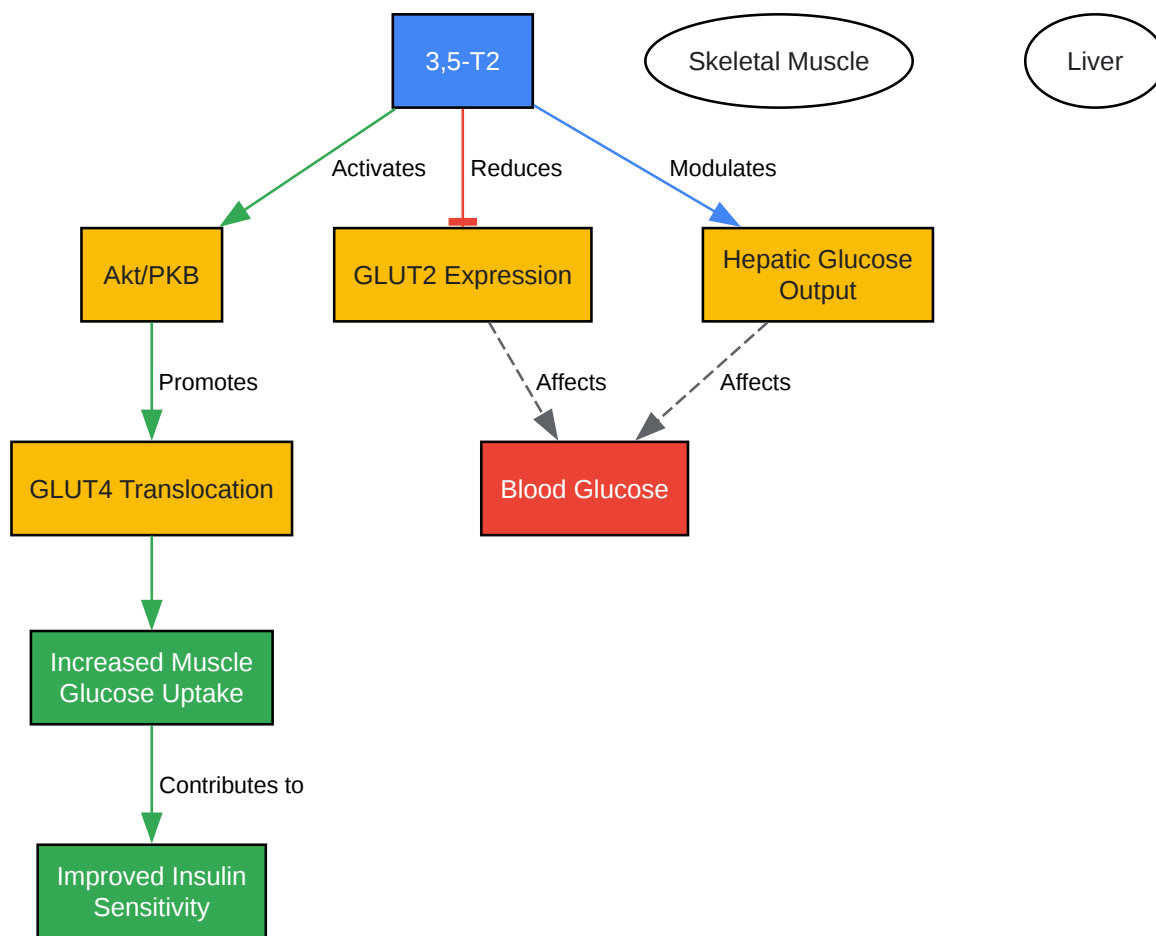 3,5-T2
Skeletal Muscle
Liver
Activates
Reduces
Modulates
Akt/PKB
GLUT2 Expression
Hepatic Glucose
Output
Promotes
Affects
Affects
GLUT4 Translocation
Blood Glucose
Increased Muscle
Glucose Uptake
Contributes to
Improved Insulin
Sensitivity